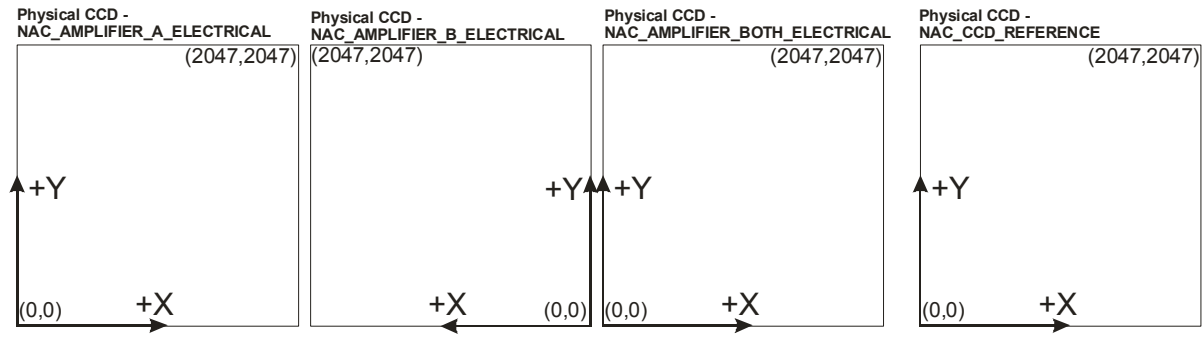 Physical CCD -
NAC_AMPLIFIER_A_ELECTRICAL
(2047,2047)
+Y
(0,0)
+X
Physical CCD -
NAC_AMPLIFIER_B_ELECTRICAL
(2047,2047)
+Y
+X
(0,0)
Physical CCD -
NAC_AMPLIFIER_BOTH_ELECTRICAL
(2047,2047)
+Y
(0,0)
+X
Physical CCD -
NAC_CCD_REFERENCE
(2047,2047)
+Y
(0,0)
+X